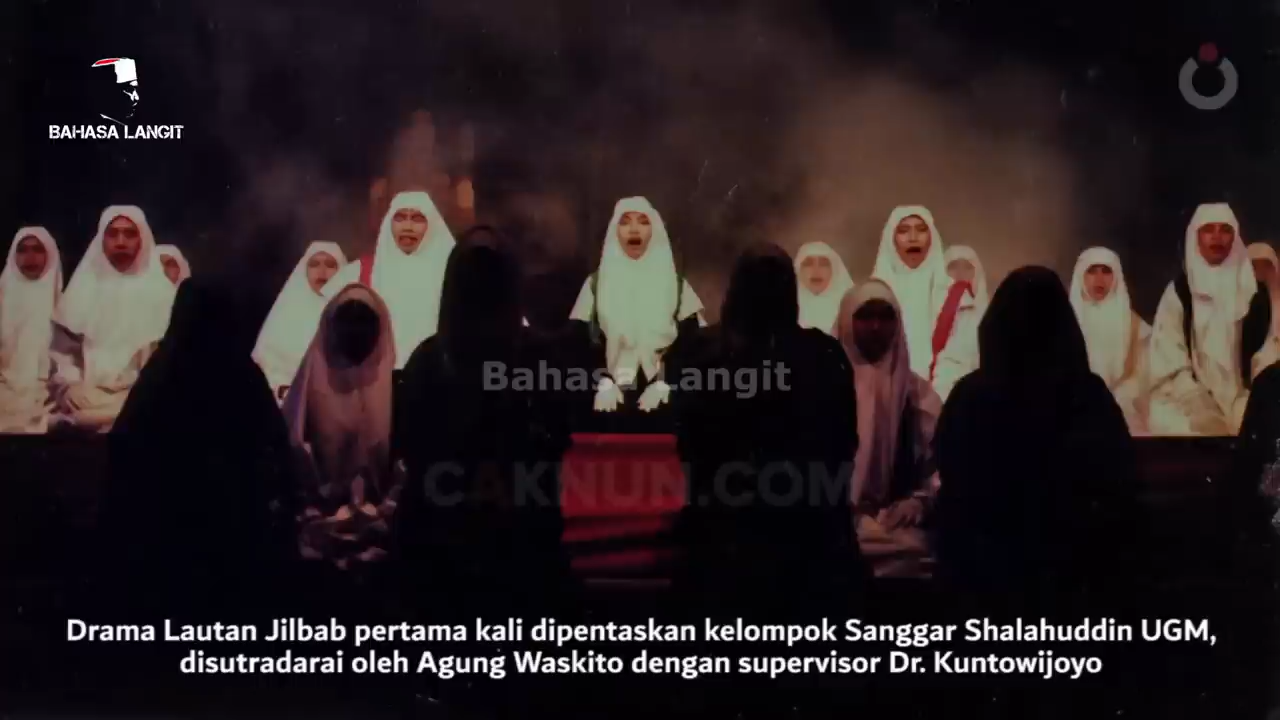 BAHASA LANGIT
Bahasa Langit
CAKNUN.COM
Drama Lautan Jilbab pertama kali dipentaskan kelompok Sanggar Shalahuddin UGM,
disutradarai oleh Agung Waskito dengan supervisor Dr. Kuntowijoyo